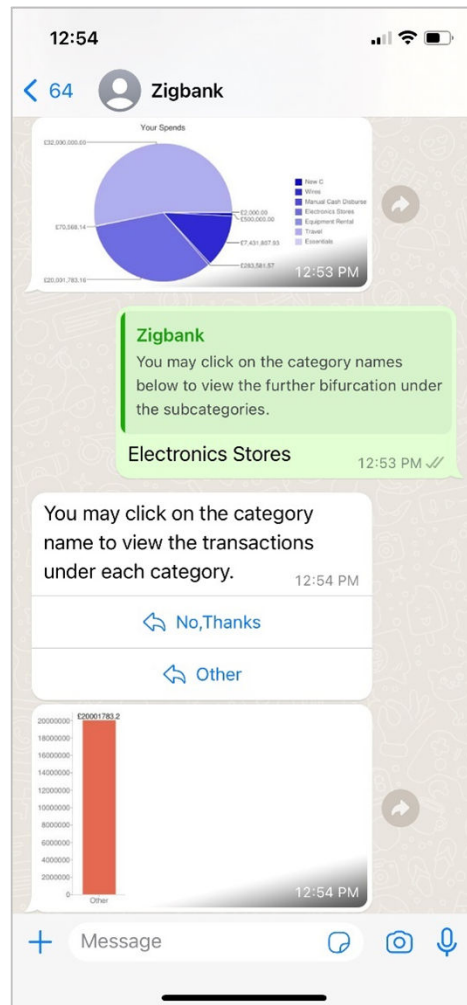 12:54
64
Zigbank
Your Spends
£32,090,000.00
£70,568.14
£20,001,783.16
£2,000.00
£500,000.00
£7,431,807.93
£293,581.57
New C
Wires
Manual Cash Disburse
Electronics Stores
Equipment Rental
Travel
Essentials
12:53 PM
Zigbank
You may click on the category names
below to view the further bifurcation under
the subcategories.
Electronics Stores
12:53 PM
You may click on the category
name to view the transactions
under each category.
12:54 PM
No,Thanks
Other
£20001783.2
20000000
18000000
16000000
14000000
12000000
10000000
8000000
6000000
4000000
2000000
0
Other
12:54 PM
Message